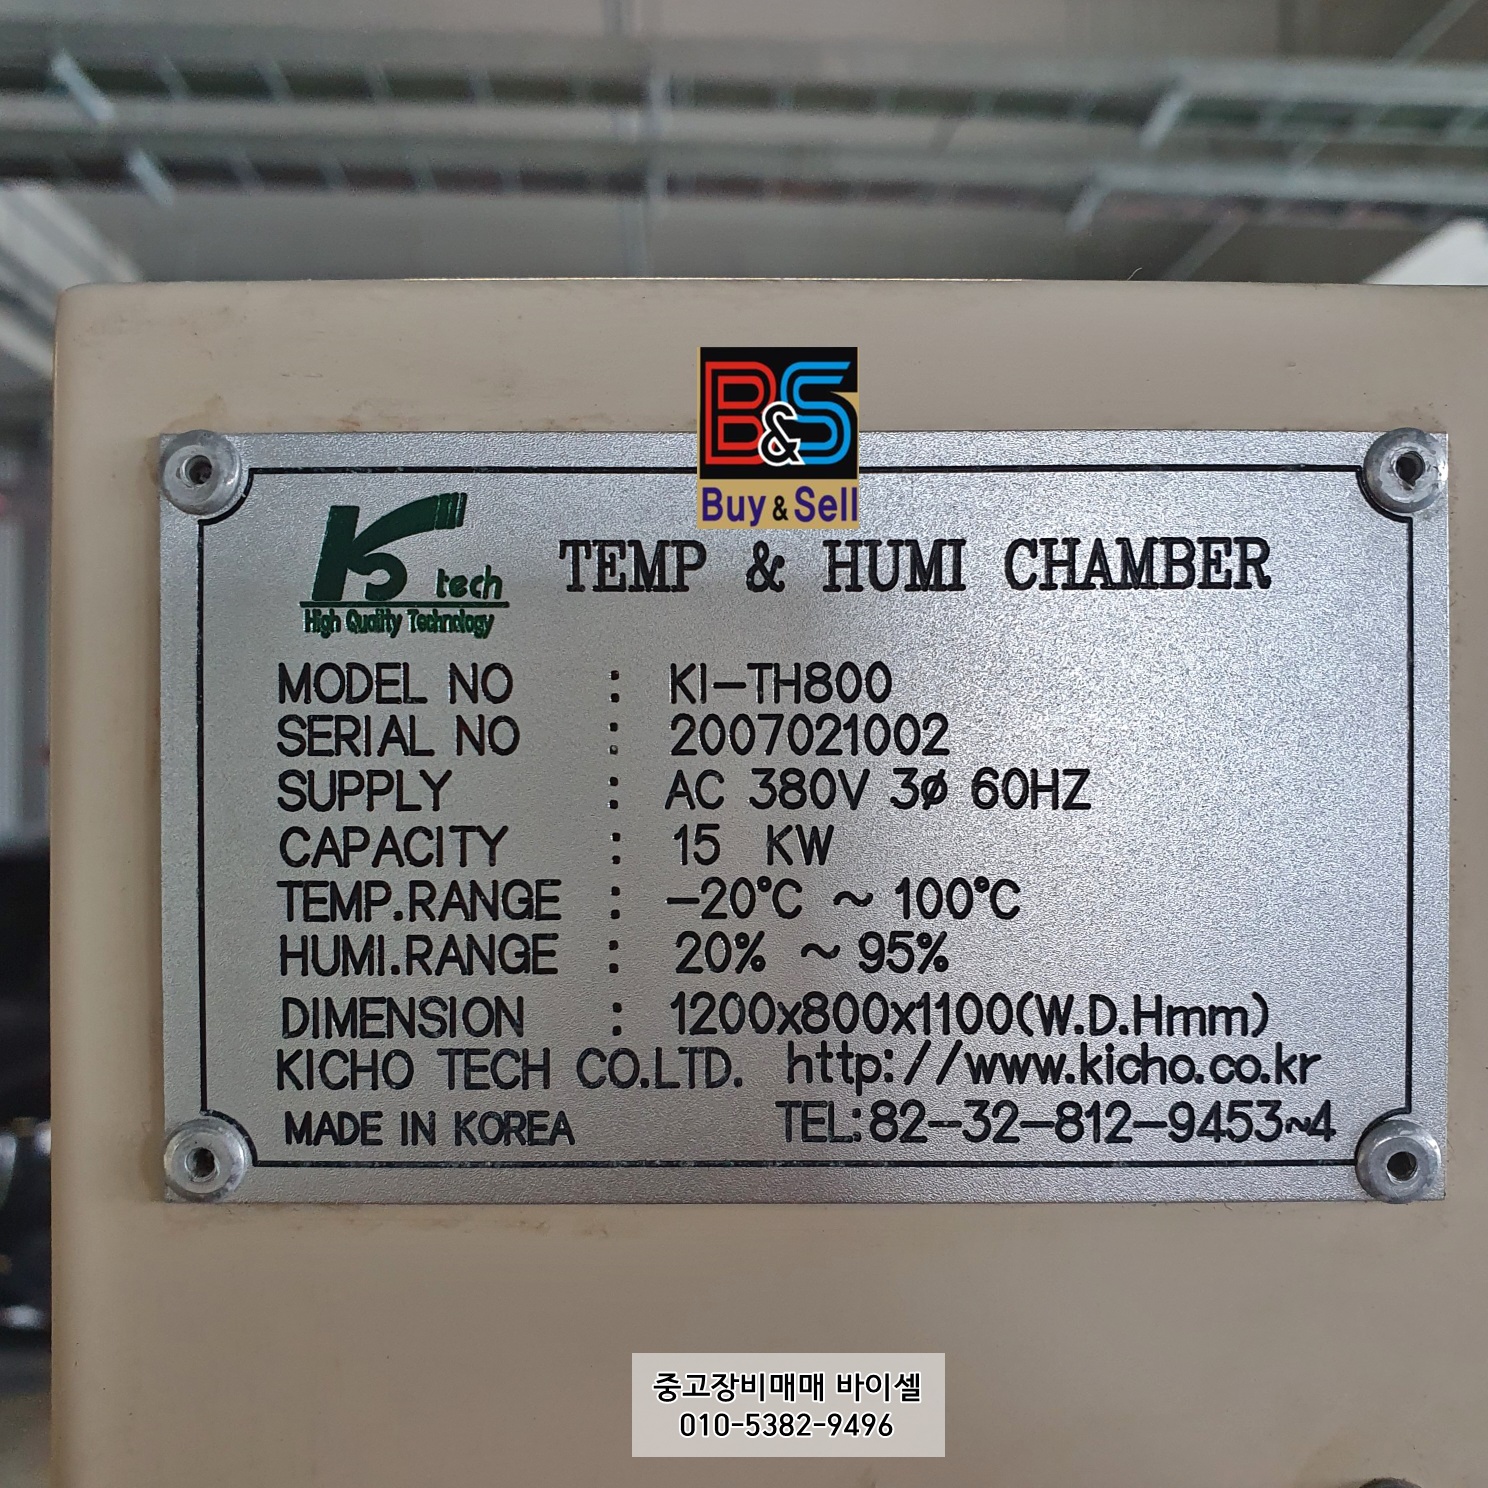 B&S
Buy & Sell
K tech
High Quality Technology
TEMP & HUMI CHAMBER
MODEL NO : KI-TH800
SERIAL NO : 2007021002
SUPPLY : AC 380V 3ø 60HZ
CAPACITY : 15 KW
TEMP.RANGE : -20°C ~ 100°C
HUMI.RANGE : 20% ~ 95%
DIMENSION : 1200x800x1100(W.D.Hmm)
KICHO TECH CO.LTD. http://www.kicho.co.kr
MADE IN KOREA TEL:82-32-812-9453~4
중고장비매매 바이셀
010-5382-9496